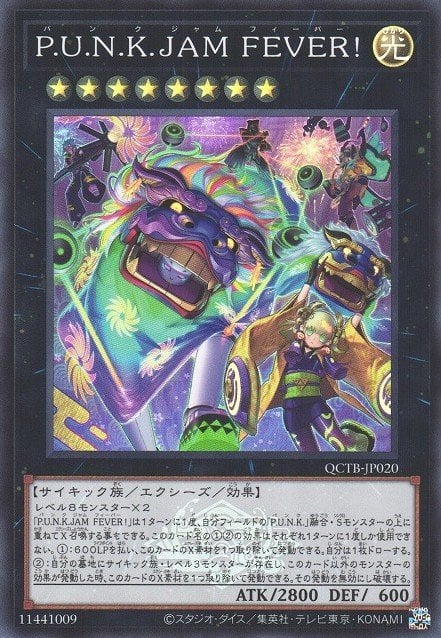 パンクジャムフィーバー
P.U.N.K.JAM FEVER!
ひかり
光
QCTB-JP020
【サイキック族／エクシーズ／効果】
レベル8モンスター×2
「P.U.N.K.JAM FEVER!」は1ターンに1度、自分フィールドの「P.U.N.K.」融合・Sモンスターの上に
重ねてX召喚する事もできる。このカード名の①②の効果はそれぞれ1ターンに1度しか使用でき
ない。①：600LPを払い、このカードのX素材を1つ取り除いて発動できる。自分は1枚ドローする。
②：自分の墓地にサイキック族・レベル3モンスターが存在し、このカード以外のモンスターの
効果が発動した時、このカードのX素材を1つ取り除いて発動できる。その発動を無効にし破壊する。
ATK/2800 DEF/ 600
11441009
©スタジオ・ダイス／集英社・テレビ東京・KONAMI